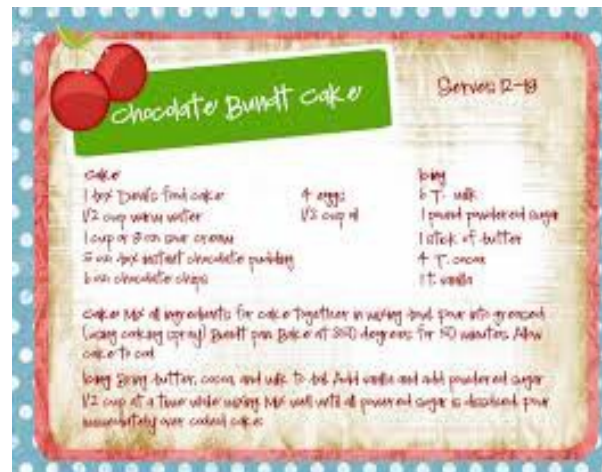 Chocolate Bundt Cake
Serves 12-18
Cake
1 box Devil's food cake
1/2 cup warm water
1 cup or 8 oz sour cream
5 oz box instant chocolate pudding
6 oz chocolate chips
4 eggs
1/2 cup oil
Icing
6 T. milk
1 pound powdered sugar
1 stick of butter
4 T. cocoa
1 t. vanilla
Cake: Mix all ingredients for cake together in mixing bowl. pour into greased
(using cooking spray) Bundt pan. Bake at 350 degrees for 50 minutes. Allow
cake to cool
Icing: Bring butter, cocoa, and milk to boil. Add vanilla and add powdered sugar
1/2 cup at a time while mixing. Mix well until all powered sugar is dissolved. pour
immediately over cooled cake.